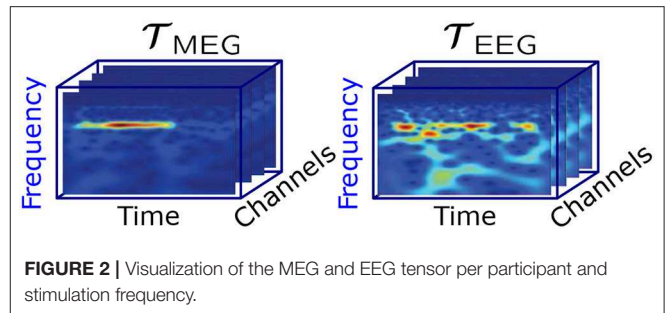 𝓣MEG
Frequency
Time
Channels
𝓣EEG
Frequency
Time
Channels
FIGURE 2 | Visualization of the MEG and EEG tensor per participant and
stimulation frequency.